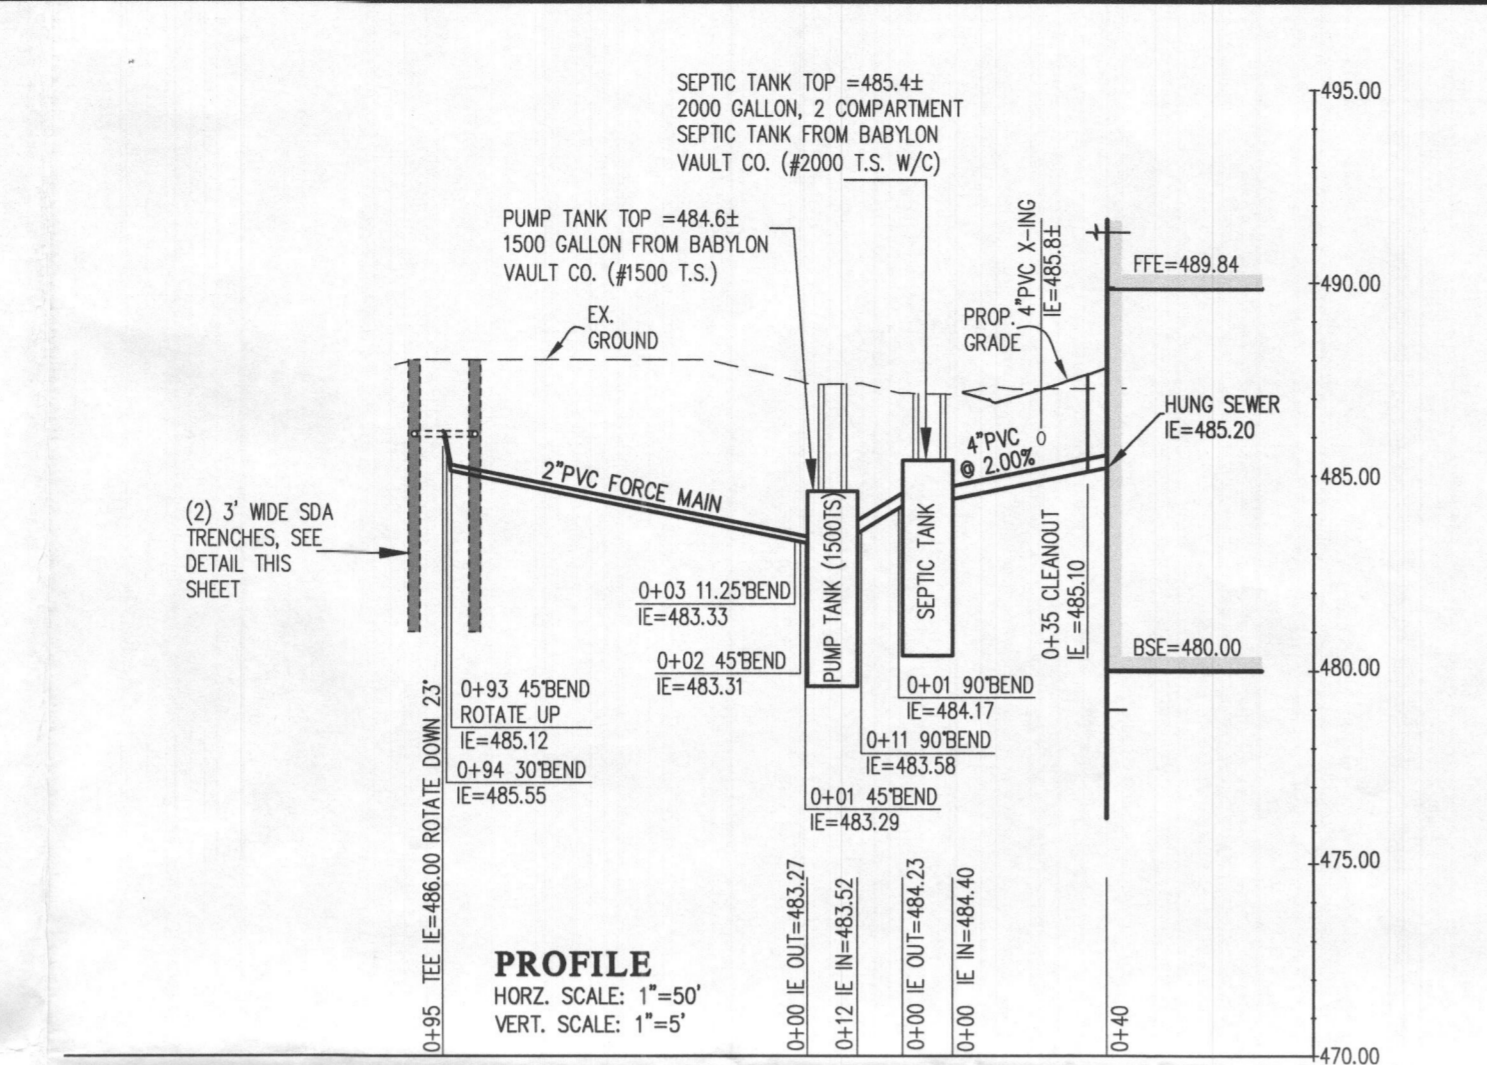 SEPTIC TANK TOP =485.4±
2000 GALLON, 2 COMPARTMENT
SEPTIC TANK FROM BABYLON
VAULT CO. (#2000 T.S. W/C)
PUMP TANK TOP =484.6±
1500 GALLON FROM BABYLON
VAULT CO. (#1500 T.S.)
EX.
GROUND
4"PVC X-ING
IE=485.8±
PROP.
GRADE
FFE=489.84
495.00
490.00
485.00
480.00
475.00
470.00
HUNG SEWER
IE=485.20
4"PVC
@ 2.00%
2"PVC FORCE MAIN
(2) 3' WIDE SDA
TRENCHES, SEE
DETAIL THIS
SHEET
PUMP TANK (1500TS)
SEPTIC TANK
0+35 CLEANOUT
IE =485.10
BSE=480.00
0+03 11.25°BEND
IE=483.33
0+02 45°BEND
IE=483.31
0+93 45°BEND
ROTATE UP
IE=485.12
0+94 30°BEND
IE=485.55
0+01 90°BEND
IE=484.17
0+11 90°BEND
IE=483.58
0+01 45°BEND
IE=483.29
0+95 TEE IE=486.00 ROTATE DOWN 23°
0+00 IE OUT=483.27
0+12 IE IN=483.52
0+00 IE OUT=484.23
0+00 IE IN=484.40
0+40
PROFILE
HORZ. SCALE: 1"=50'
VERT. SCALE: 1"=5'